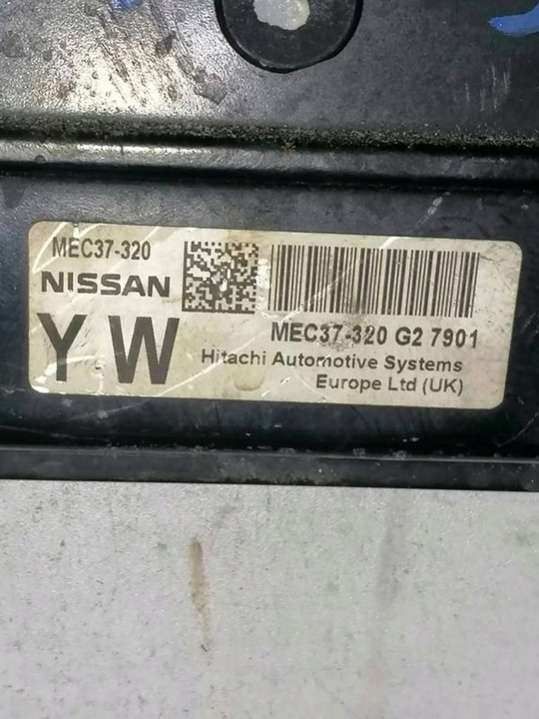 MEC37-320
NISSAN
YW
MEC37-320 G2 7901
Hitachi Automotive Systems
Europe Ltd (UK)